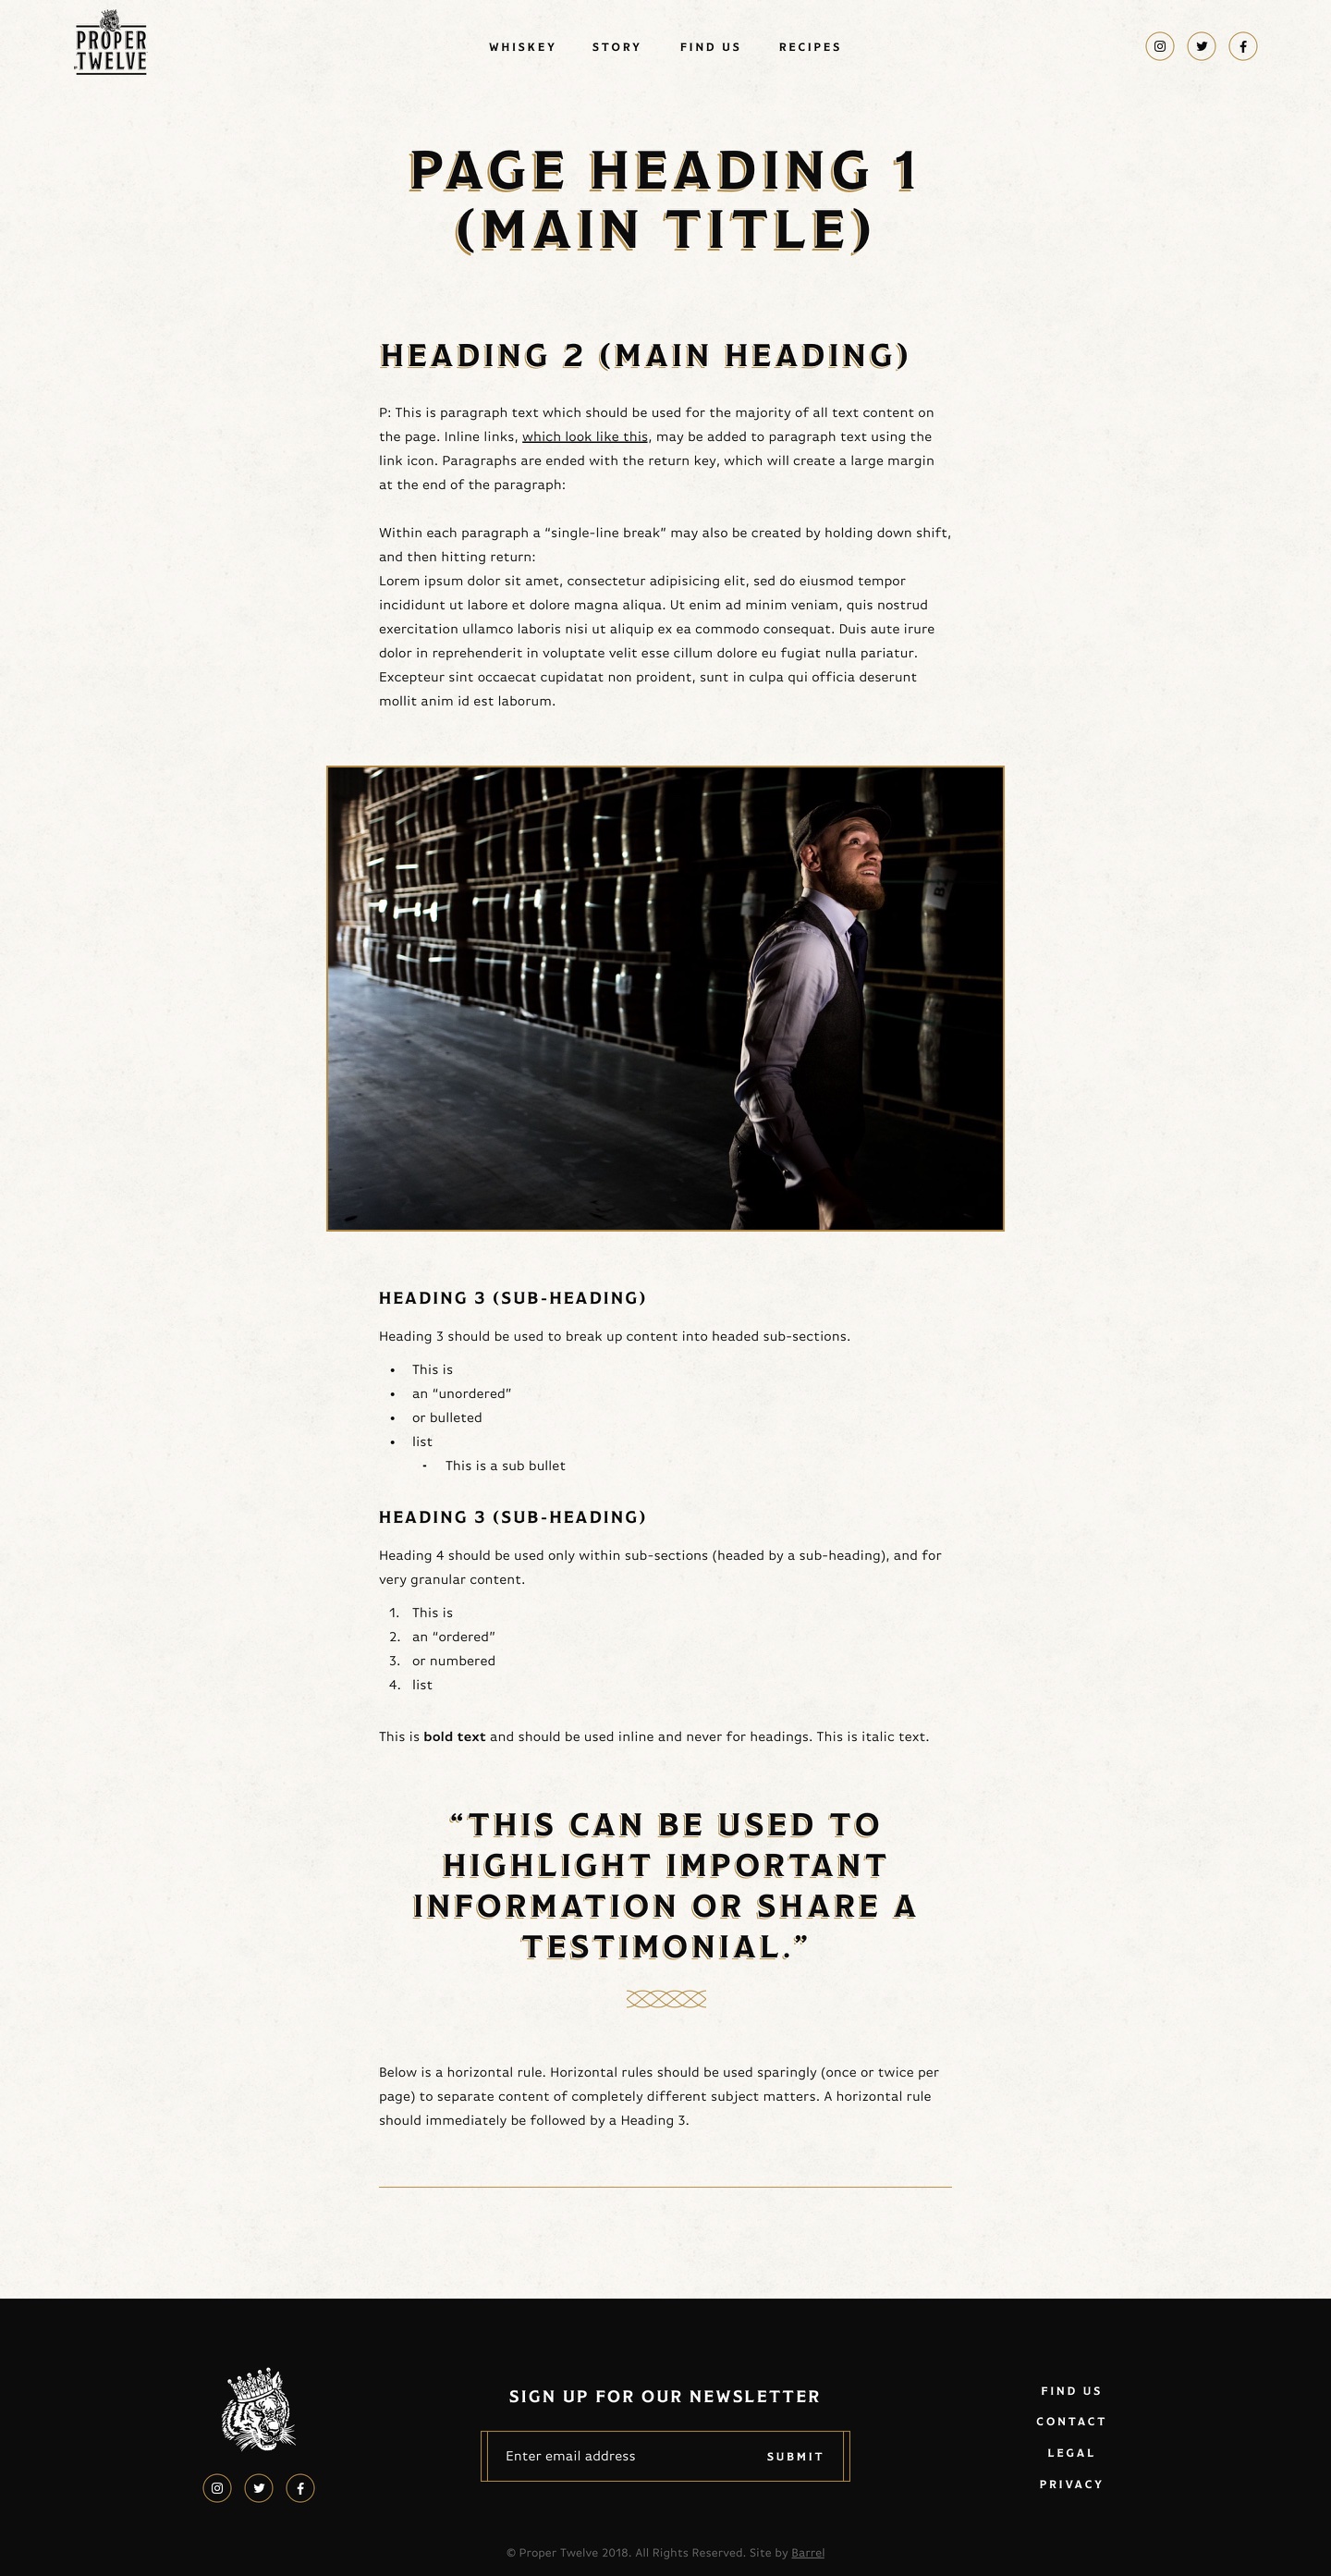 PROPER
TWELVE
WHISKEY STORY FIND US RECIPES
PAGE HEADING 1
(MAIN TITLE)
HEADING 2 (MAIN HEADING)
P: This is paragraph text which should be used for the majority of all text content on
the page. Inline links, which look like this, may be added to paragraph text using the
link icon. Paragraphs are ended with the return key, which will create a large margin
at the end of the paragraph:
Within each paragraph a “single-line break” may also be created by holding down shift,
and then hitting return:
Lorem ipsum dolor sit amet, consectetur adipisicing elit, sed do eiusmod tempor
incididunt ut labore et dolore magna aliqua. Ut enim ad minim veniam, quis nostrud
exercitation ullamco laboris nisi ut aliquip ex ea commodo consequat. Duis aute irure
dolor in reprehenderit in voluptate velit esse cillum dolore eu fugiat nulla pariatur.
Excepteur sint occaecat cupidatat non proident, sunt in culpa qui officia deserunt
mollit anim id est laborum.
HEADING 3 (SUB-HEADING)
Heading 3 should be used to break up content into headed sub-sections.
• This is
• an “unordered”
• or bulleted
• list
- This is a sub bullet
HEADING 3 (SUB-HEADING)
Heading 4 should be used only within sub-sections (headed by a sub-heading), and for
very granular content.
1. This is
2. an “ordered”
3. or numbered
4. list
This is bold text and should be used inline and never for headings. This is italic text.
“THIS CAN BE USED TO
HIGHLIGHT IMPORTANT
INFORMATION OR SHARE A
TESTIMONIAL.”
Below is a horizontal rule. Horizontal rules should be used sparingly (once or twice per
page) to separate content of completely different subject matters. A horizontal rule
should immediately be followed by a Heading 3.
SIGN UP FOR OUR NEWSLETTER
Enter email address SUBMIT
FIND US
CONTACT
LEGAL
PRIVACY
© Proper Twelve 2018. All Rights Reserved. Site by Barrel